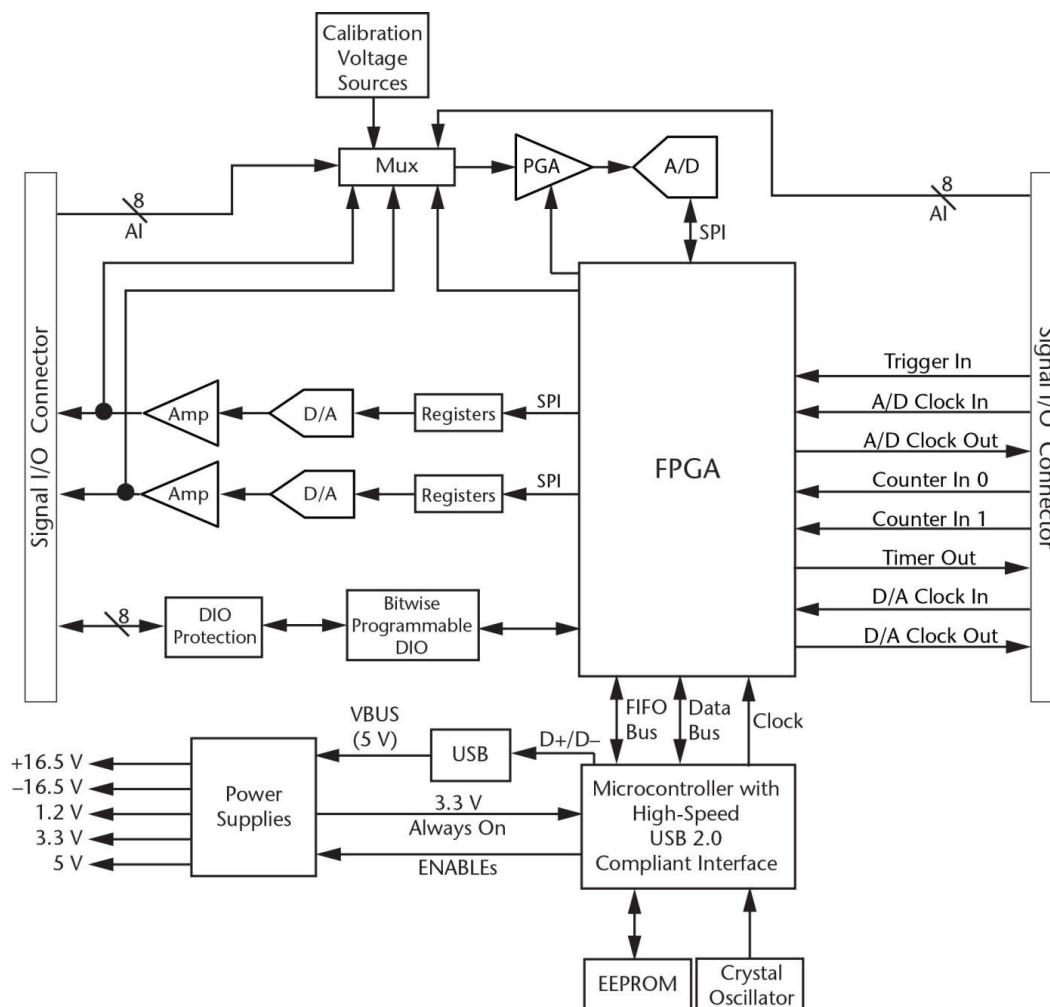 Calibration
Voltage
Sources
Mux
PGA
A/D
8
AI
8
AI
SPI
Signal I/O Connector
Signal I/O Connector
FPGA
Amp
D/A
Registers
SPI
Amp
D/A
Registers
SPI
Trigger In
A/D Clock In
A/D Clock Out
Counter In 0
Counter In 1
Timer Out
D/A Clock In
D/A Clock Out
8
DIO
Protection
Bitwise
Programmable
DIO
FIFO
Bus
Data
Bus
Clock
VBUS
(5 V)
USB
D+/D–
+16.5 V
–16.5 V
1.2 V
3.3 V
5 V
Power
Supplies
3.3 V
Always On
ENABLEs
Microcontroller with
High-Speed
USB 2.0
Compliant Interface
EEPROM
Crystal
Oscillator